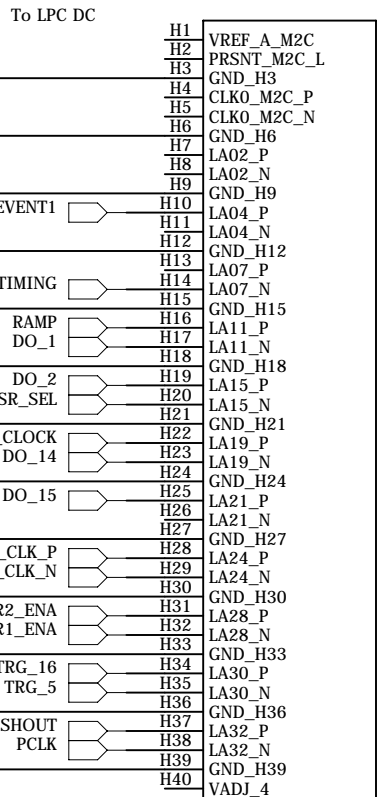 To LPC DC
H1 VREF_A_M2C
H2 PRSNT_M2C_L
H3 GND_H3
H4 CLK0_M2C_P
H5 CLK0_M2C_N
H6 GND_H6
H7 LA02_P
H8 LA02_N
H9 GND_H9
EVENT1 H10 LA04_P
H11 LA04_N
H12 GND_H12
H13 LA07_P
TIMING H14 LA07_N
H15 GND_H15
RAMP H16 LA11_P
DO_1 H17 LA11_N
H18 GND_H18
DO_2 H19 LA15_P
SR_SEL H20 LA15_N
H21 GND_H21
_CLOCK H22 LA19_P
DO_14 H23 LA19_N
H24 GND_H24
DO_15 H25 LA21_P
H26 LA21_N
H27 GND_H27
_CLK_P H28 LA24_P
_CLK_N H29 LA24_N
H30 GND_H30
R2_ENA H31 LA28_P
R1_ENA H32 LA28_N
H33 GND_H33
TRG_16 H34 LA30_P
TRG_5 H35 LA30_N
H36 GND_H36
SHOUT H37 LA32_P
PCLK H38 LA32_N
H39 GND_H39
H40 VADJ_4